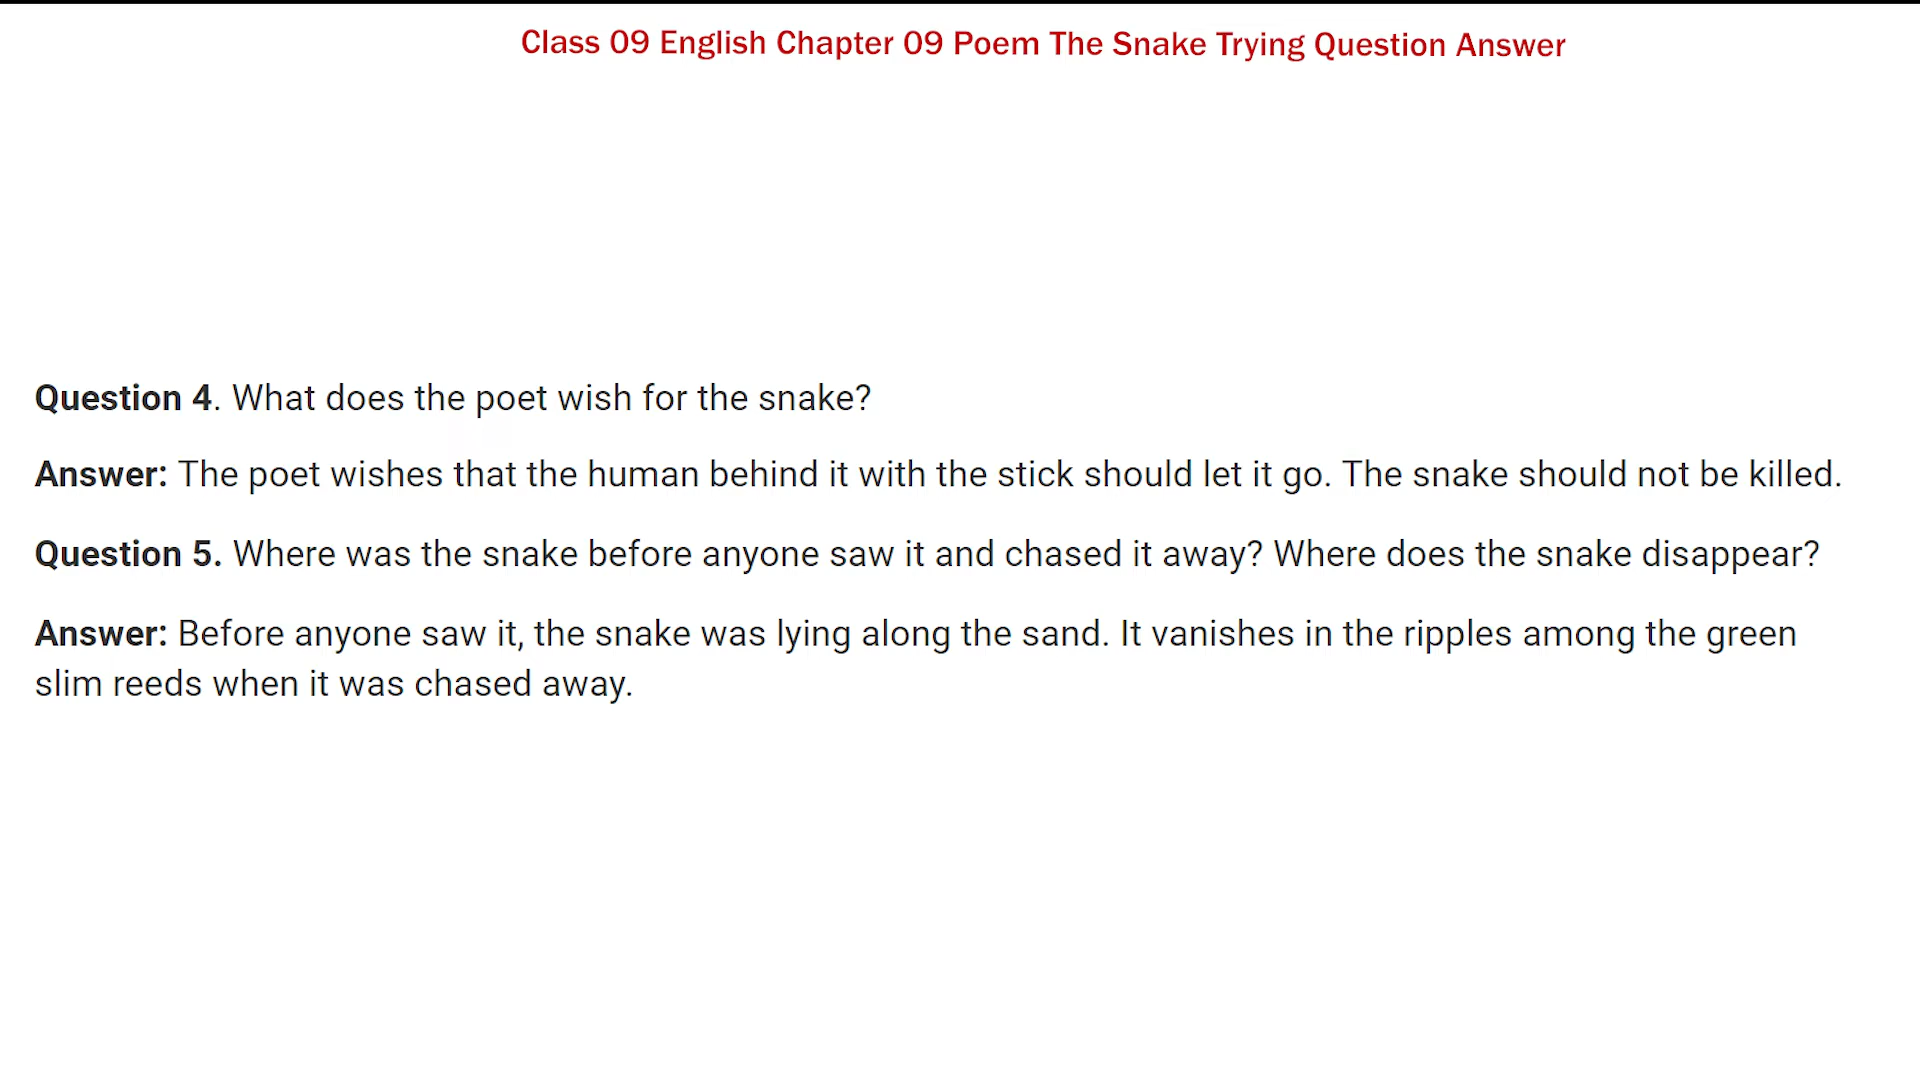 Class 09 English Chapter 09 Poem The Snake Trying Question Answer
Question 4. What does the poet wish for the snake?
Answer: The poet wishes that the human behind it with the stick should let it go. The snake should not be killed.
Question 5. Where was the snake before anyone saw it and chased it away? Where does the snake disappear?
Answer: Before anyone saw it, the snake was lying along the sand. It vanishes in the ripples among the green
slim reeds when it was chased away.